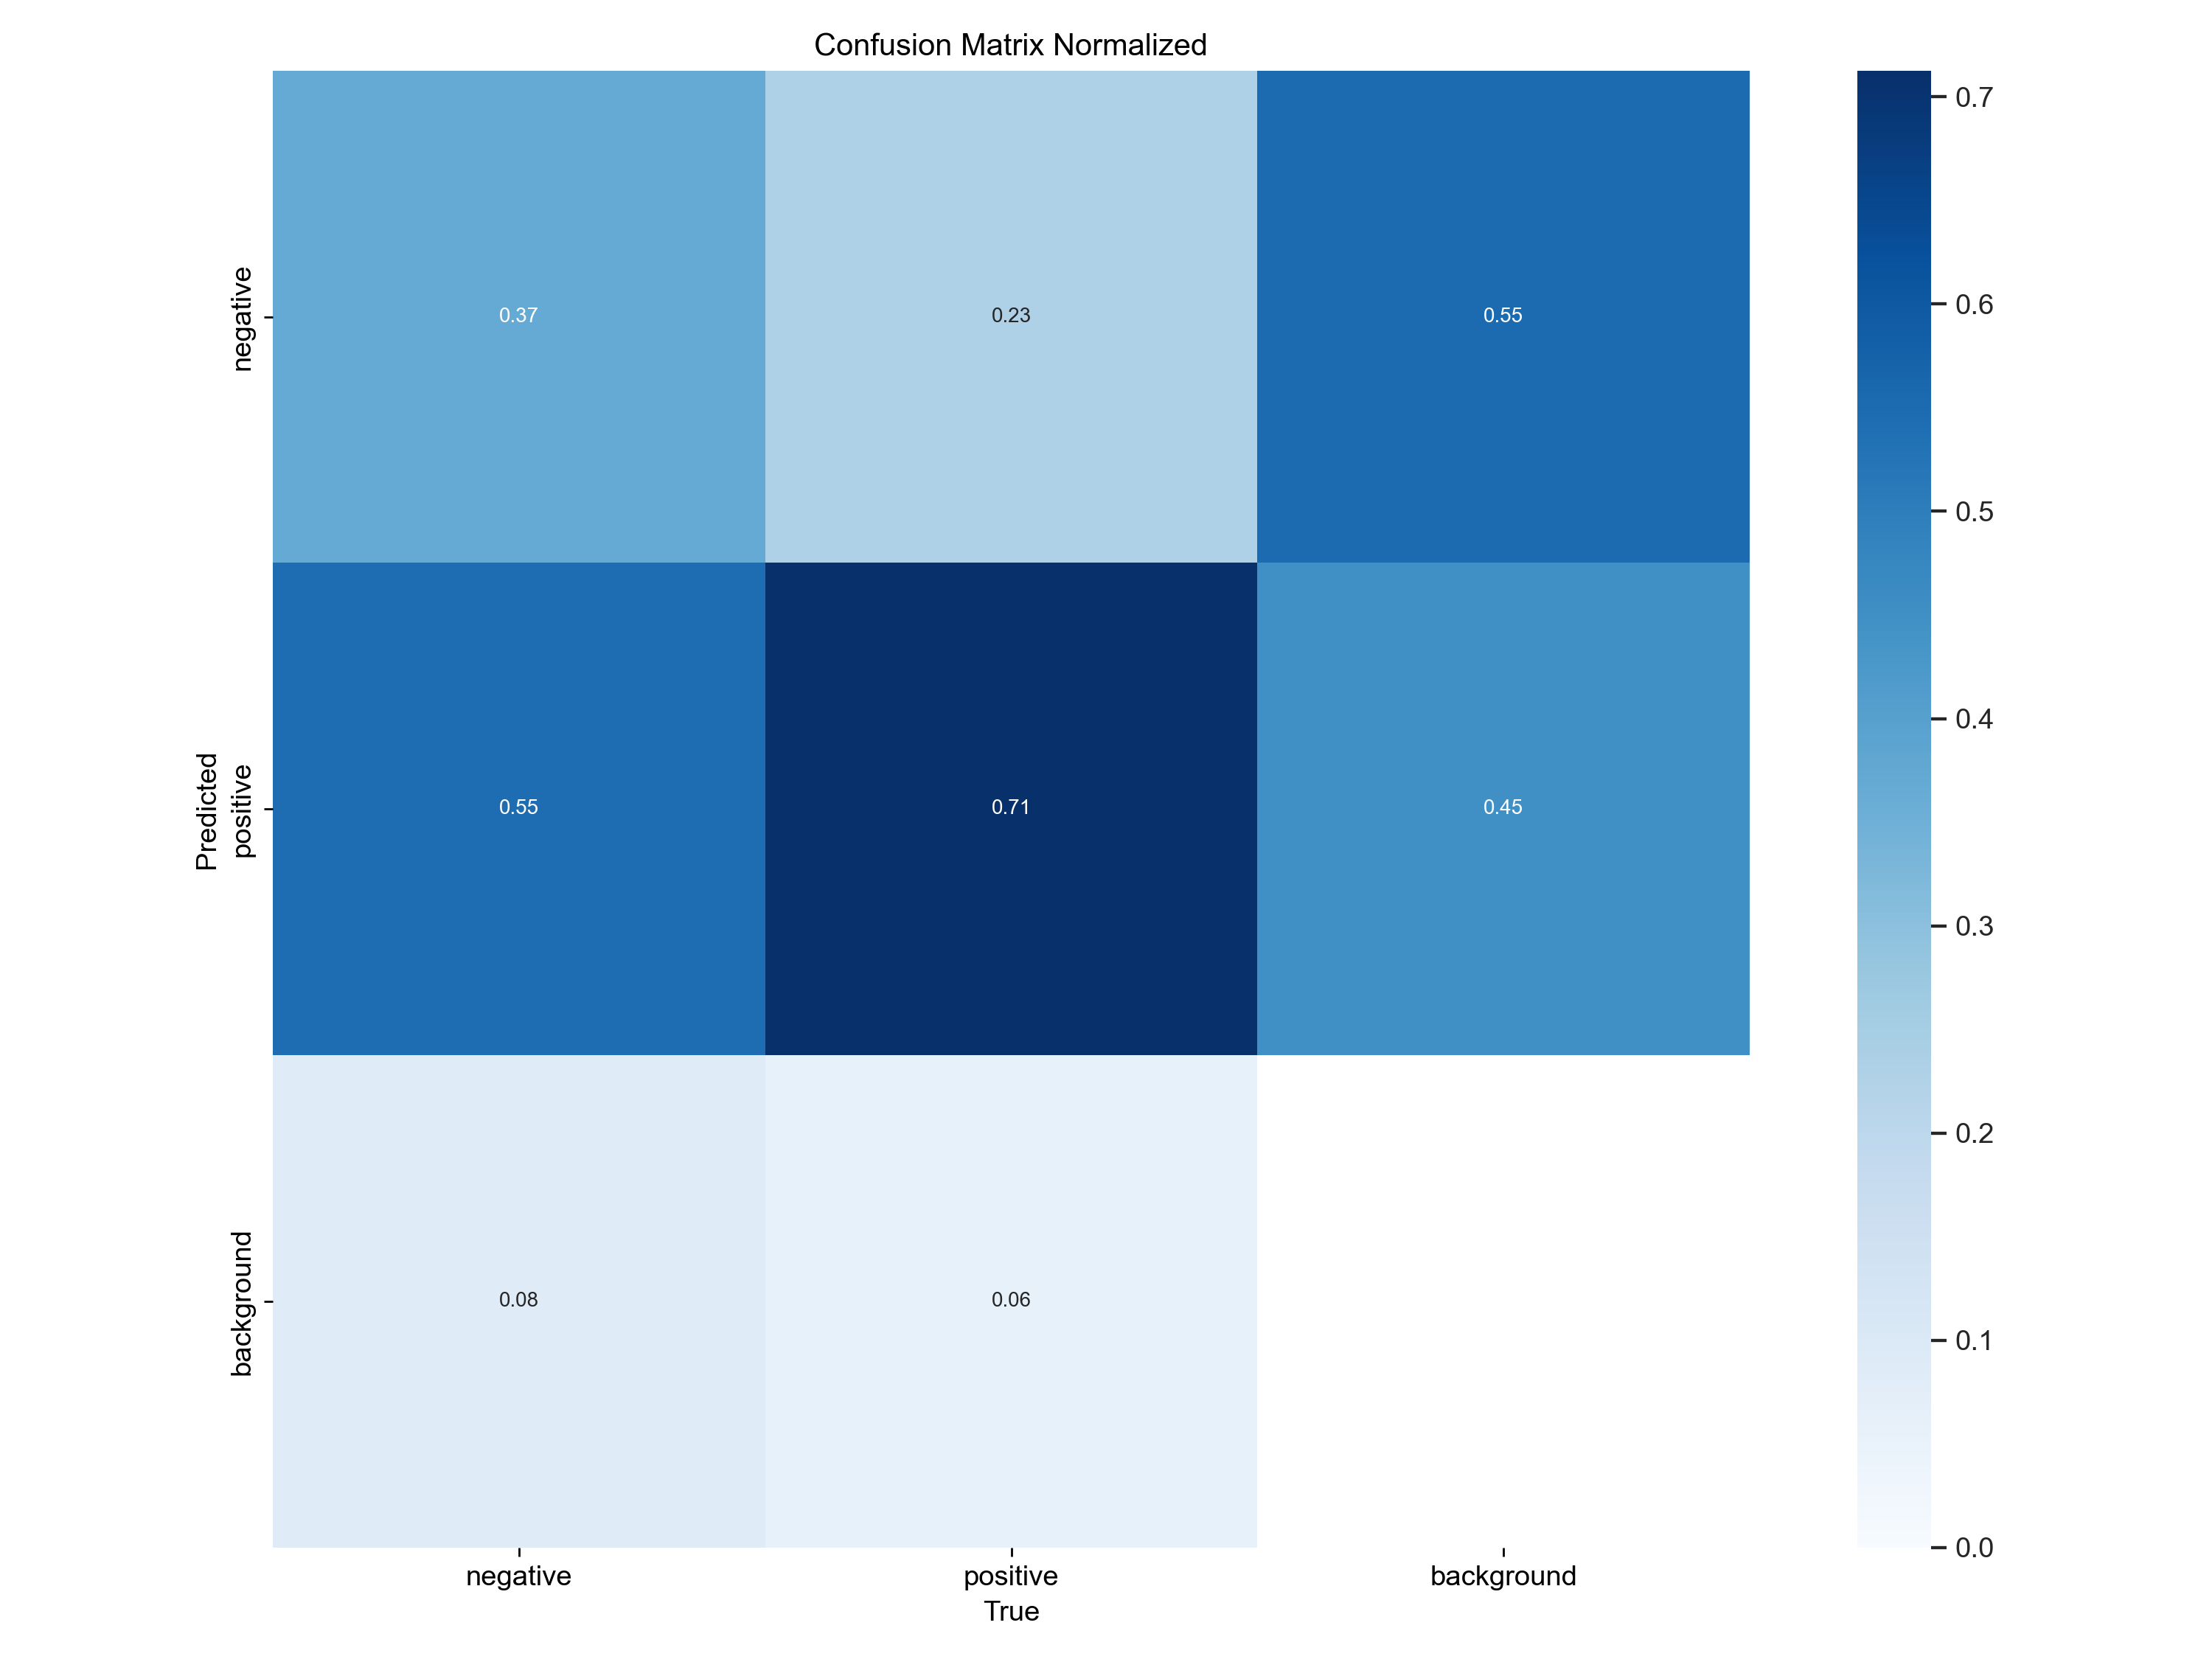 Confusion Matrix Normalized
negative
0.37
0.23
0.55
Predicted
positive
0.55
0.71
0.45
background
0.08
0.06
negative
positive
background
True
0.7
0.6
0.5
0.4
0.3
0.2
0.1
0.0